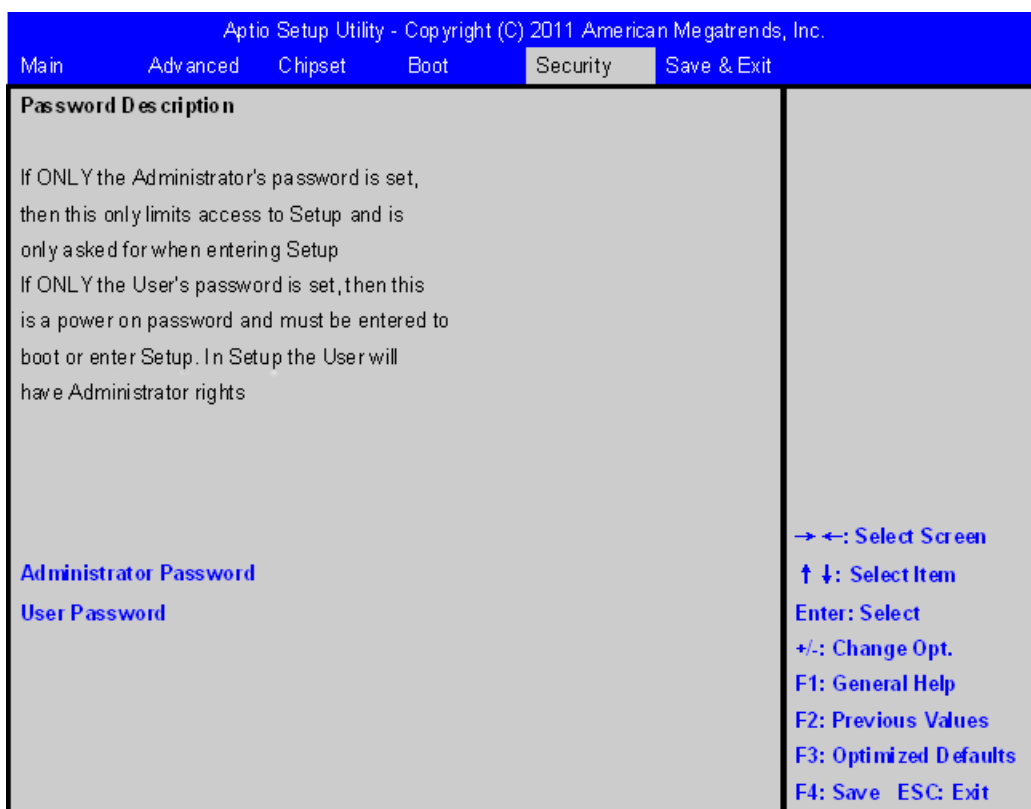 Aptio Setup Utility - Copyright (C) 2011 American Megatrends, Inc.
Main Advanced Chipset Boot Security Save & Exit
Password Description
If ONLY the Administrator's password is set,
then this only limits access to Setup and is
only asked for when entering Setup
If ONLY the User's password is set, then this
is a power on password and must be entered to
boot or enter Setup. In Setup the User will
have Administrator rights
Administrator Password
User Password
→ ←: Select Screen
↑ ↓: Select Item
Enter: Select
+/-: Change Opt.
F1: General Help
F2: Previous Values
F3: Optimized Defaults
F4: Save ESC: Exit